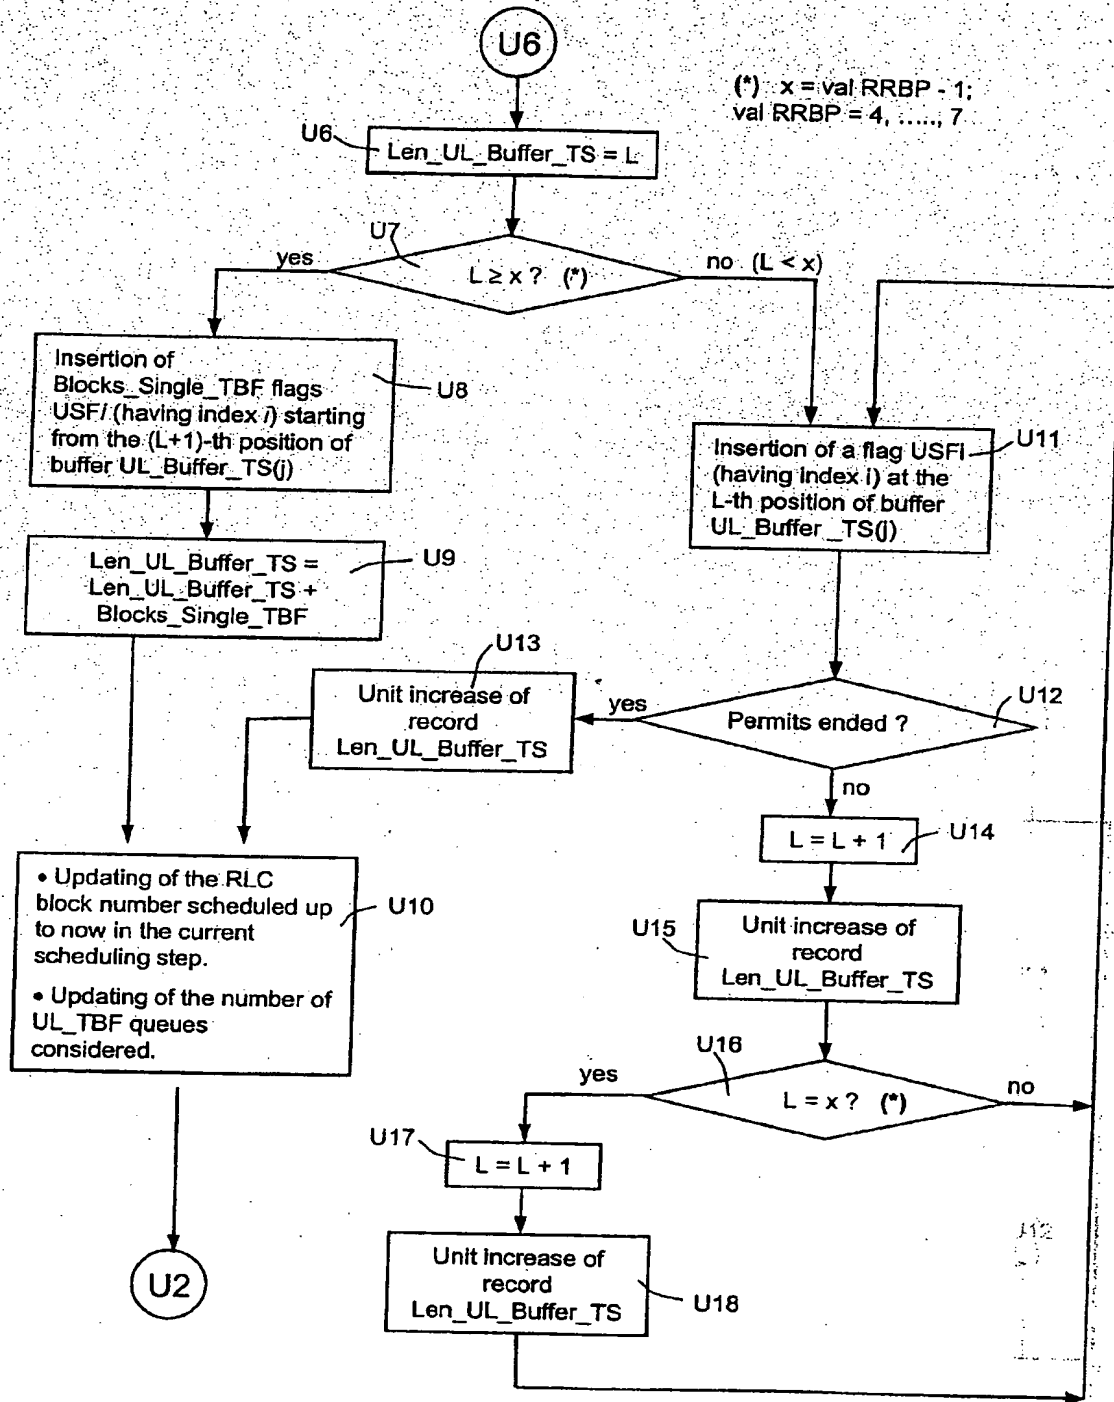 U6
(*) x = val RRBP - 1;
val RRBP = 4, ....., 7
U6
Len_UL_Buffer_TS = L
U7
yes
L ≥ x ? (*)
no (L < x)
Insertion of
Blocks_Single_TBF flags
USFi (having index i) starting
from the (L+1)-th position of
buffer UL_Buffer_TS(j)
U8
Insertion of a flag USFi
(having index i) at the
L-th position of buffer
UL_Buffer _TS(j)
U11
Len_UL_Buffer_TS =
Len_UL_Buffer_TS +
Blocks_Single_TBF
U9
U13
Unit increase of
record
Len_UL_Buffer_TS
yes
Permits ended ?
U12
no
L = L + 1
U14
• Updating of the RLC
block number scheduled up
to now in the current
scheduling step.
• Updating of the number of
UL_TBF queues
considered.
U10
U15
Unit increase of
record
Len_UL_Buffer_TS
U16
yes
L = x ? (*)
no
U17
L = L + 1
U2
Unit increase of
record
Len_UL_Buffer_TS
U18